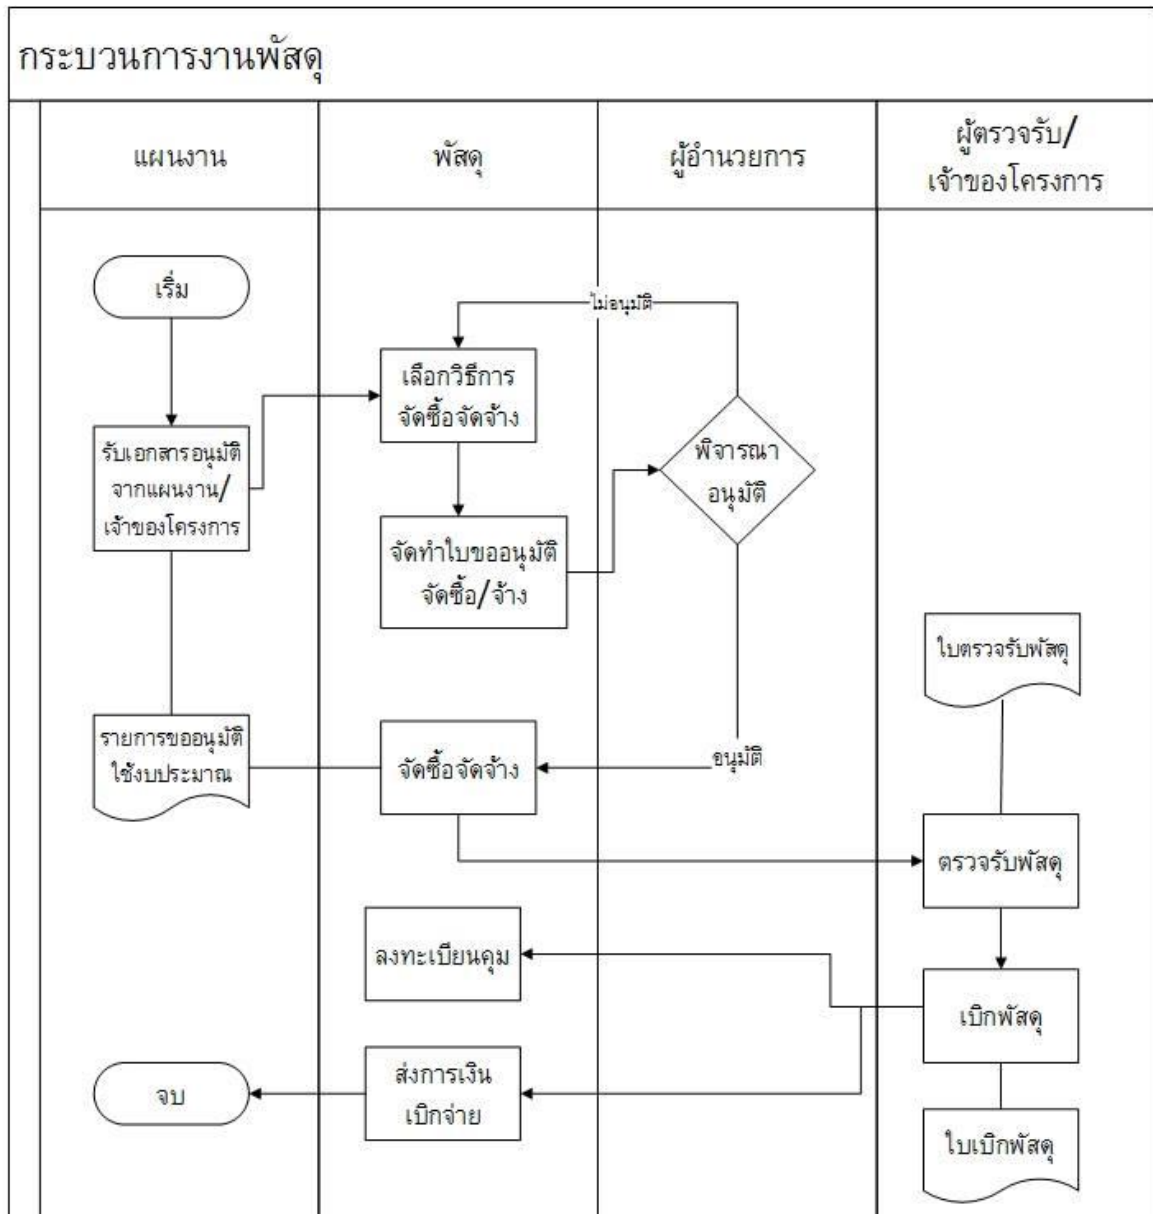 กระบวนการงานพัสดุ
แผนงาน
พัสดุ
ผู้อำนวยการ
ผู้ตรวจรับ/
เจ้าของโครงการ
เริ่ม
ไม่อนุมัติ
เลือกวิธีการ
จัดซื้อจัดจ้าง
รับเอกสารอนุมัติ
จากแผนงาน/
เจ้าของโครงการ
พิจารณา
อนุมัติ
จัดทำใบขออนุมัติ
จัดซื้อ/จ้าง
ใบตรวจรับพัสดุ
รายการขออนุมัติ
ใช้งบประมาณ
จัดซื้อจัดจ้าง
อนุมัติ
ตรวจรับพัสดุ
ลงทะเบียนคุม
เบิกพัสดุ
จบ
ส่งการเงิน
เบิกจ่าย
ใบเบิกพัสดุ